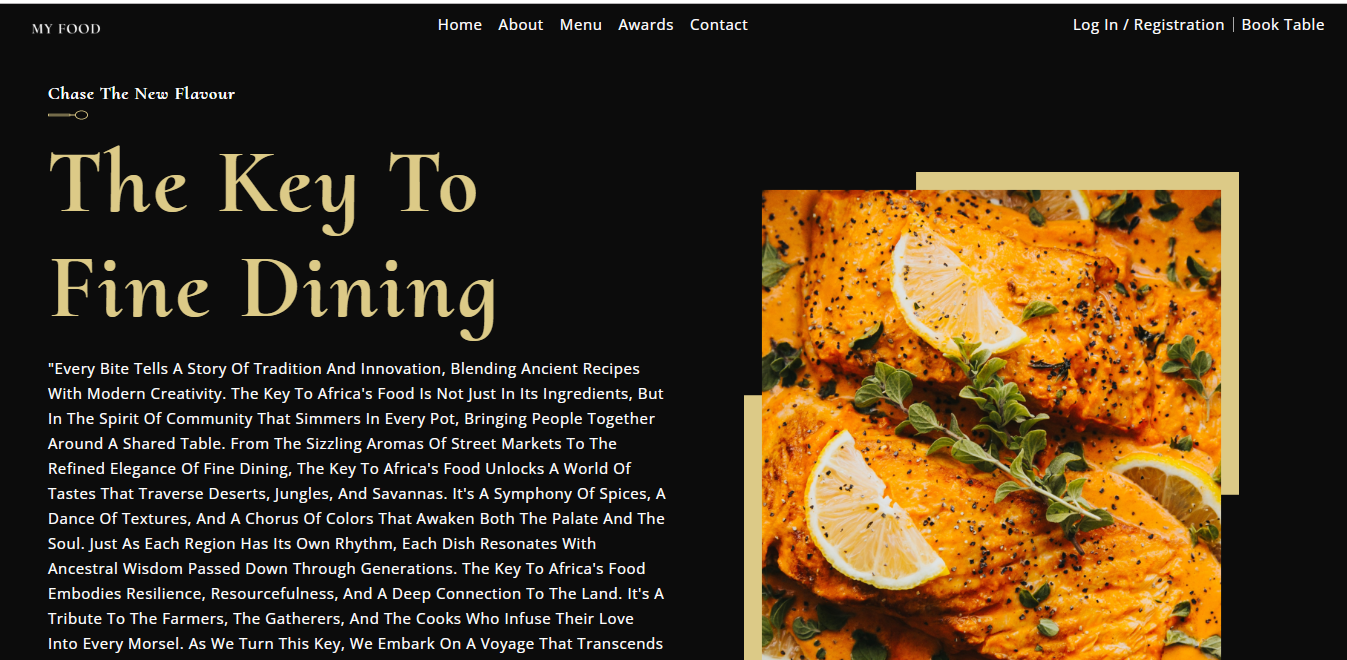 MY FOOD
Home About Menu Awards Contact
Log In / Registration | Book Table
Chase The New Flavour
The Key To
Fine Dining
"Every Bite Tells A Story Of Tradition And Innovation, Blending Ancient Recipes
With Modern Creativity. The Key To Africa's Food Is Not Just In Its Ingredients, But
In The Spirit Of Community That Simmers In Every Pot, Bringing People Together
Around A Shared Table. From The Sizzling Aromas Of Street Markets To The
Refined Elegance Of Fine Dining, The Key To Africa's Food Unlocks A World Of
Tastes That Traverse Deserts, Jungles, And Savannas. It's A Symphony Of Spices, A
Dance Of Textures, And A Chorus Of Colors That Awaken Both The Palate And The
Soul. Just As Each Region Has Its Own Rhythm, Each Dish Resonates With
Ancestral Wisdom Passed Down Through Generations. The Key To Africa's Food
Embodies Resilience, Resourcefulness, And A Deep Connection To The Land. It's A
Tribute To The Farmers, The Gatherers, And The Cooks Who Infuse Their Love
Into Every Morsel. As We Turn This Key, We Embark On A Voyage That Transcends